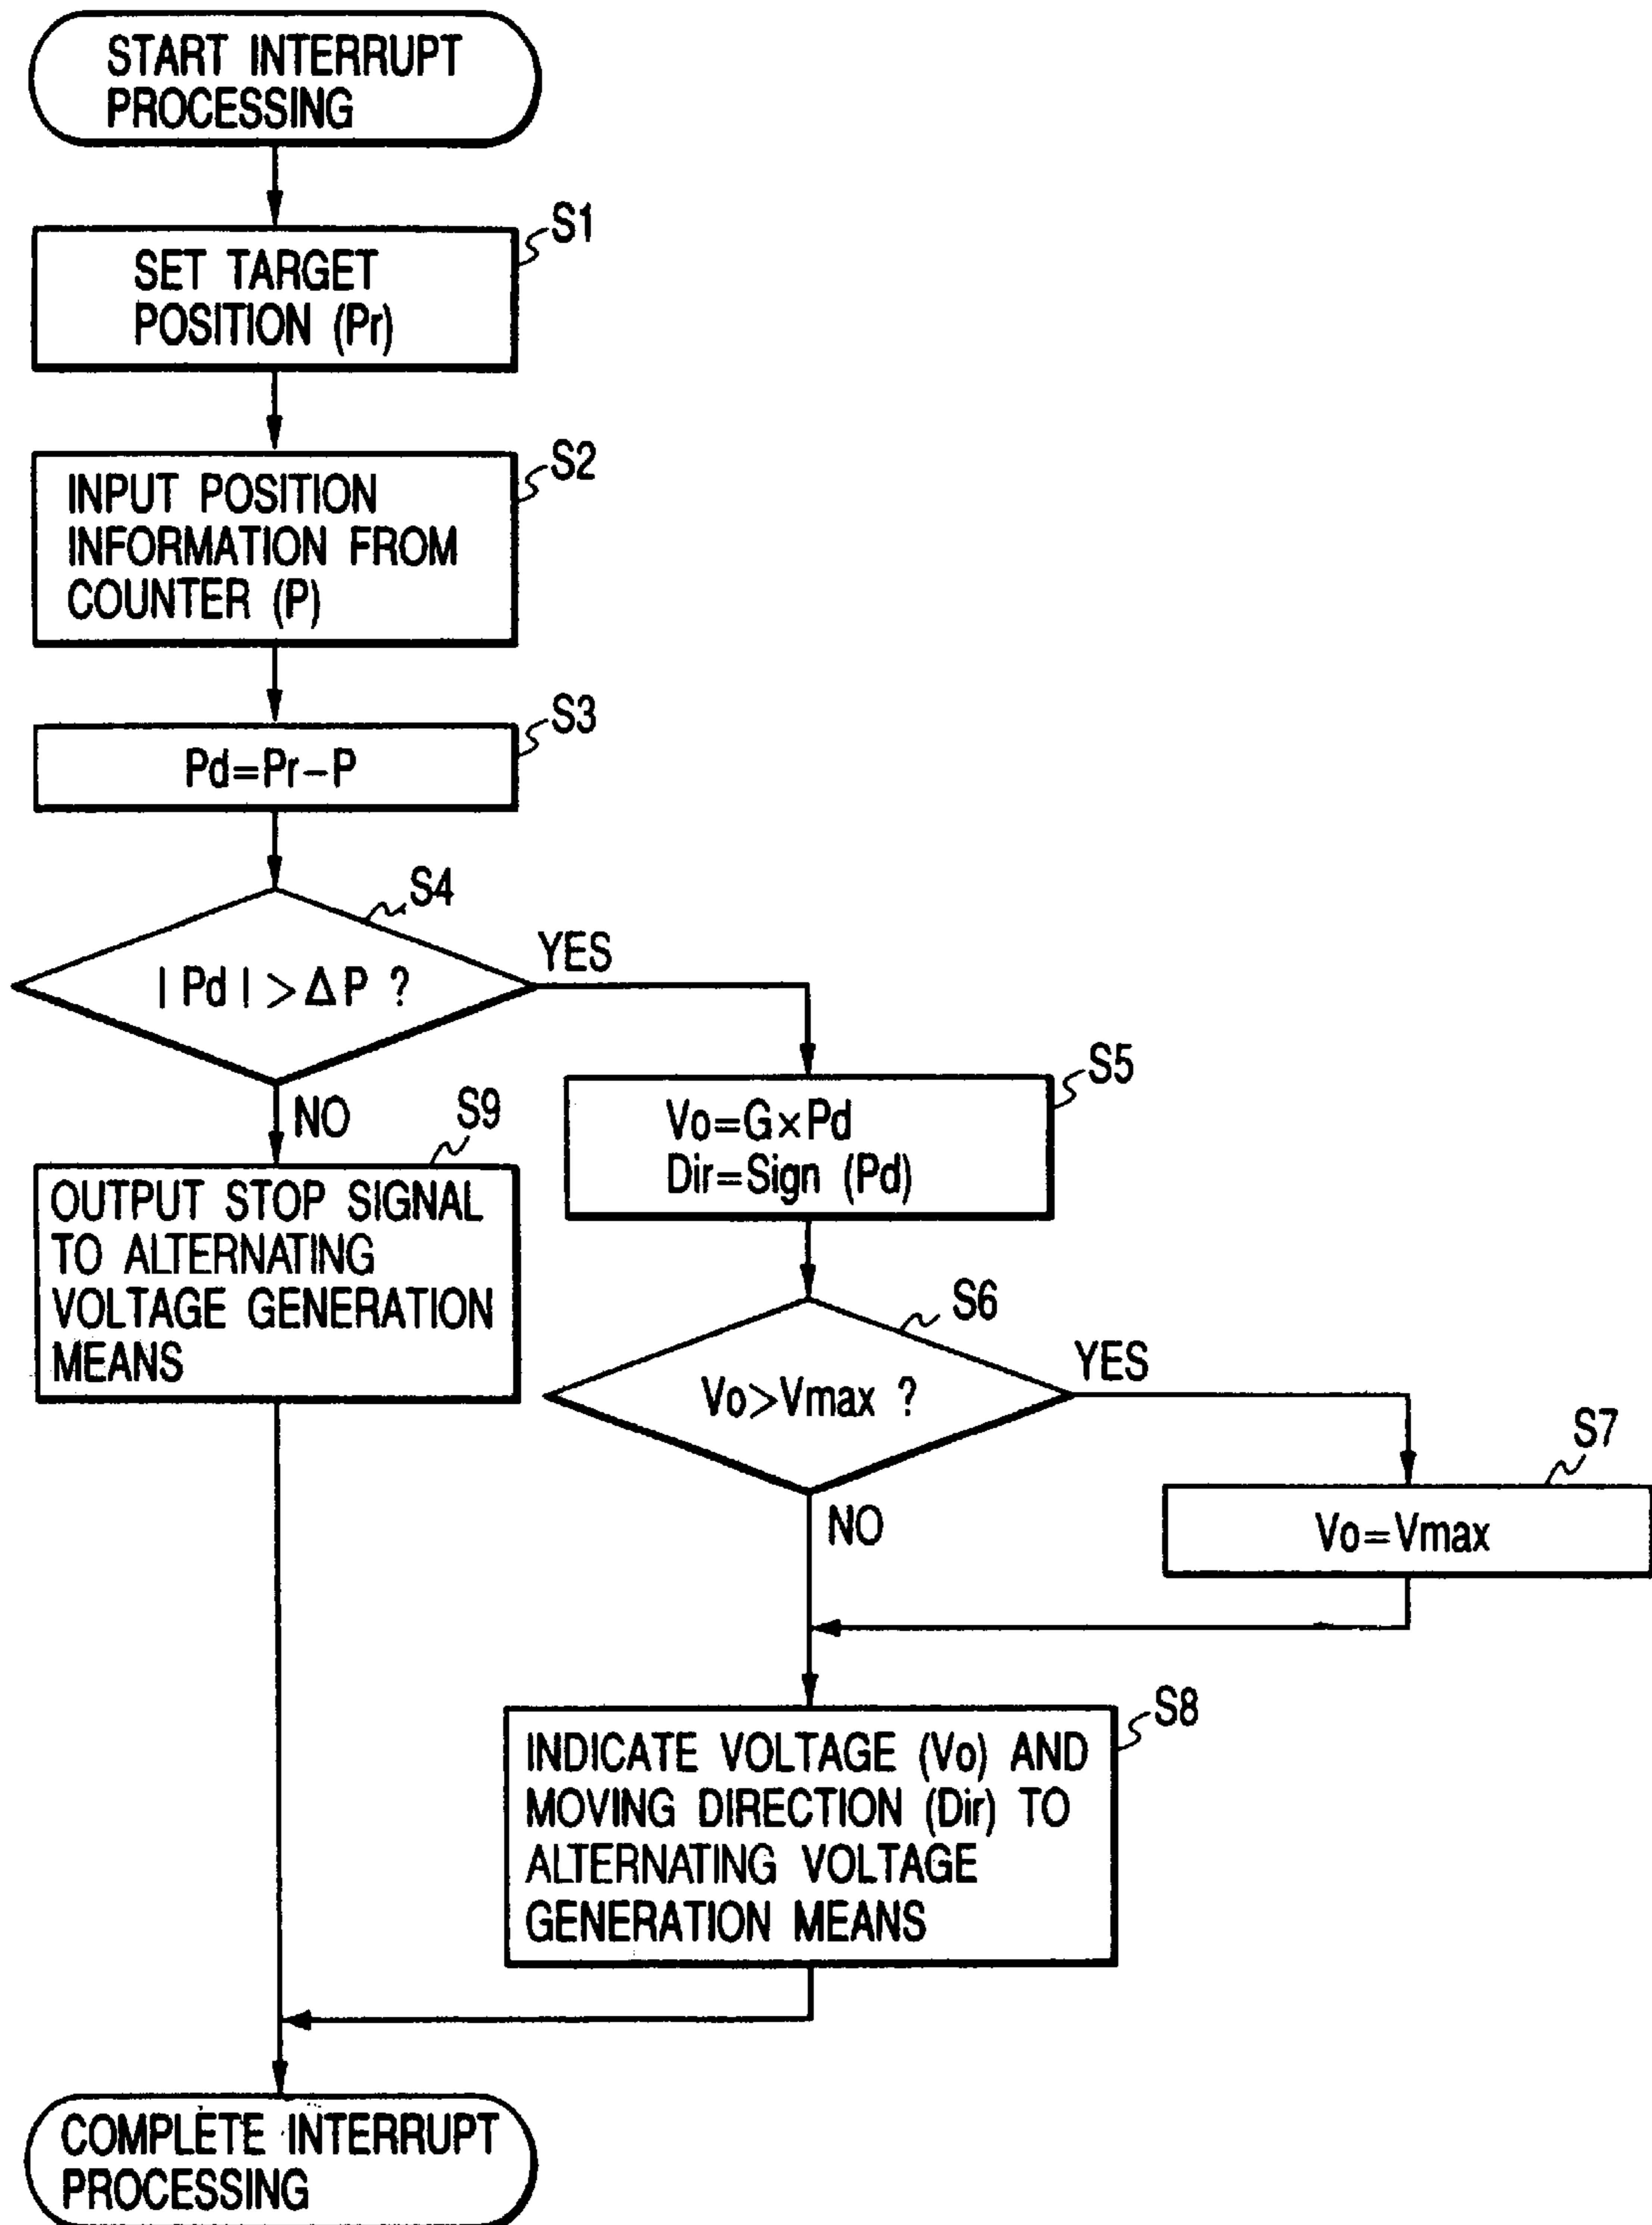 START INTERRUPT
PROCESSING
S1
SET TARGET
POSITION (Pr)
S2
INPUT POSITION
INFORMATION FROM
COUNTER (P)
S3
Pd=Pr-P
S4
| Pd | > Δ P ?
YES
NO
S9
OUTPUT STOP SIGNAL
TO ALTERNATING
VOLTAGE GENERATION
MEANS
S5
Vo=G×Pd
Dir=Sign (Pd)
S6
Vo>Vmax ?
YES
NO
S7
Vo=Vmax
S8
INDICATE VOLTAGE (Vo) AND
MOVING DIRECTION (Dir) TO
ALTERNATING VOLTAGE
GENERATION MEANS
COMPLETE INTERRUPT
PROCESSING